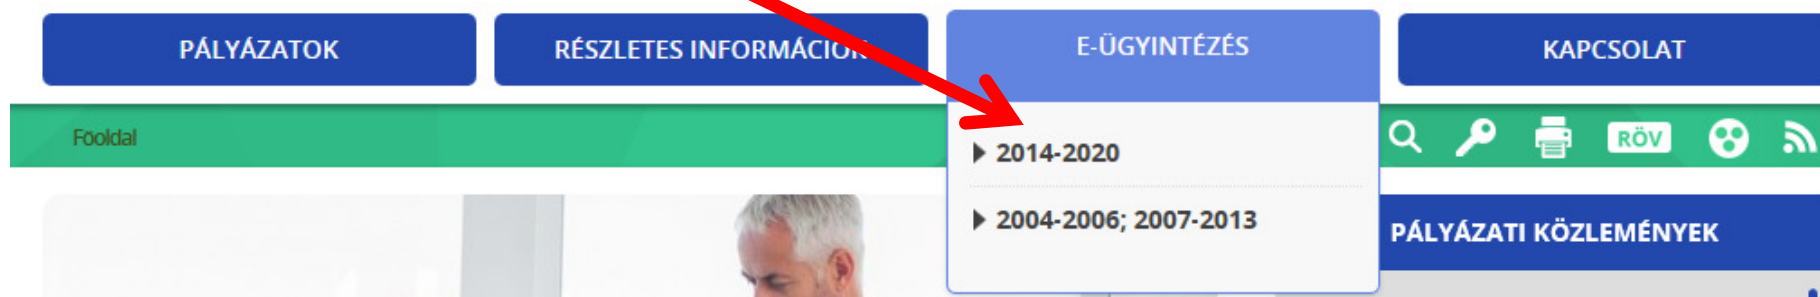 PÁLYÁZATOK
RÉSZLETES INFORMÁCIÓK
E-ÜGYINTÉZÉS
KAPCSOLAT
Főoldal
2014-2020
2004-2006; 2007-2013
RÖV
PÁLYÁZATI KÖZLEMÉNYEK